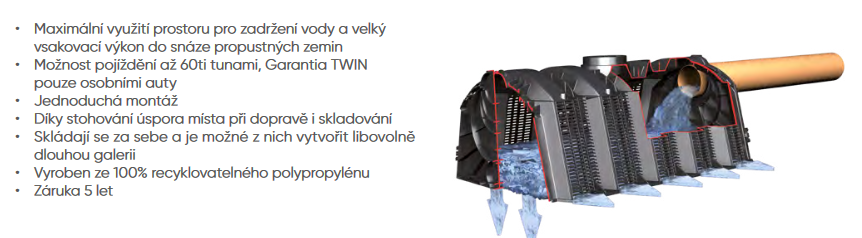 • Maximální využití prostoru pro zadržení vody a velký
vsakovací výkon do snáze propustných zemin
• Možnost pojíždění až 60ti tunami, Garantia TWIN
pouze osobními auty
• Jednoduchá montáž
• Díky stohování úspora místa při dopravě i skladování
• Skládají se za sebe a je možné z nich vytvořit libovolně
dlouhou galerii
• Vyroben ze 100% recyklovatelného polypropylénu
• Záruka 5 let